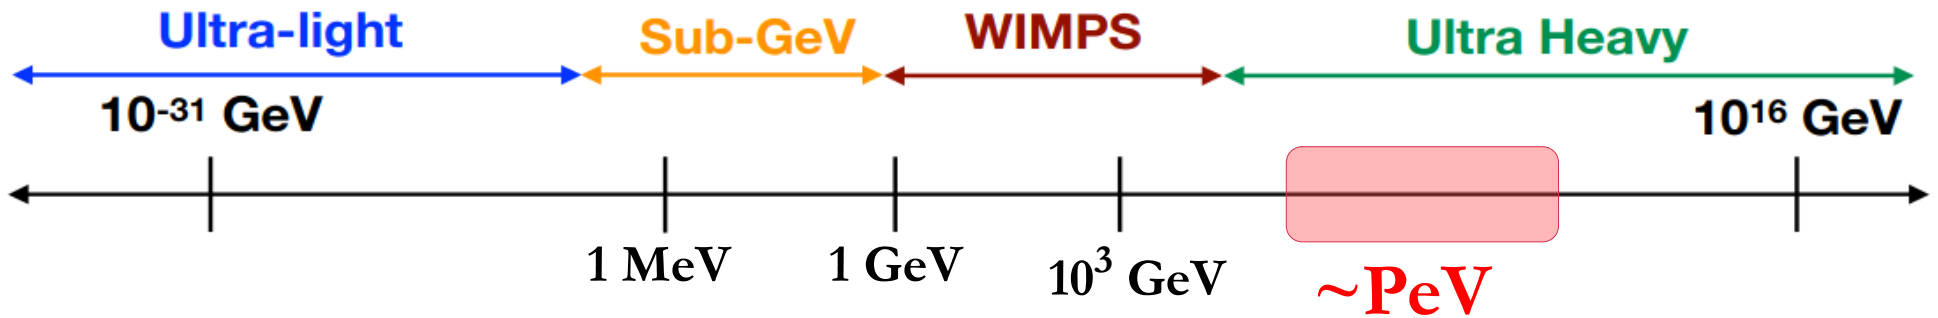 Ultra-light Sub-GeV WIMPS Ultra Heavy
10⁻³¹ GeV 10¹⁶ GeV
1 MeV 1 GeV 10³ GeV ~PeV